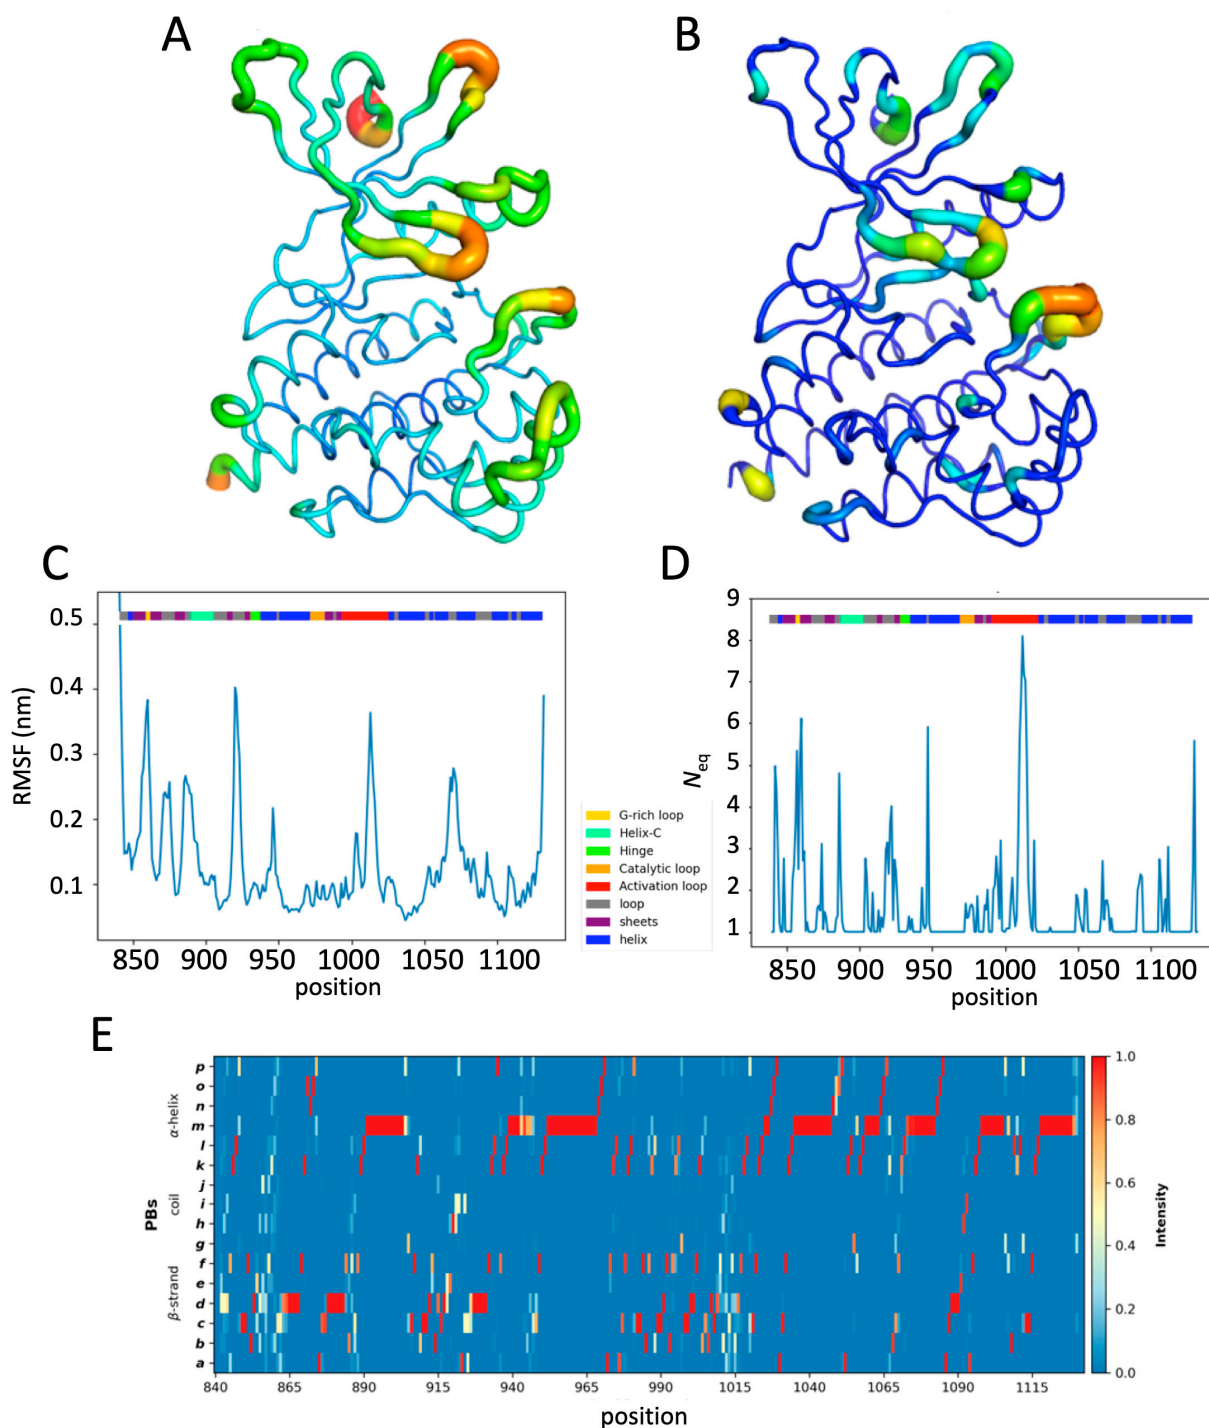 A
B
C
D
0.5
0.4
0.3
0.2
0.1
RMSF (nm)
850 900 950 1000 1050 1100
position
G-rich loop
Helix-C
Hinge
Catalytic loop
Activation loop
loop
sheets
helix
9
8
7
6
5
4
3
2
1
Neq
850 900 950 1000 1050 1100
position
E
PBs
α-helix
coil
β-strand
p
o
n
m
l
k
j
i
h
g
f
e
d
c
b
a
840 865 890 915 940 965 990 1015 1040 1065 1090 1115
position
1.0
0.8
0.6
0.4
0.2
0.0
Intensity